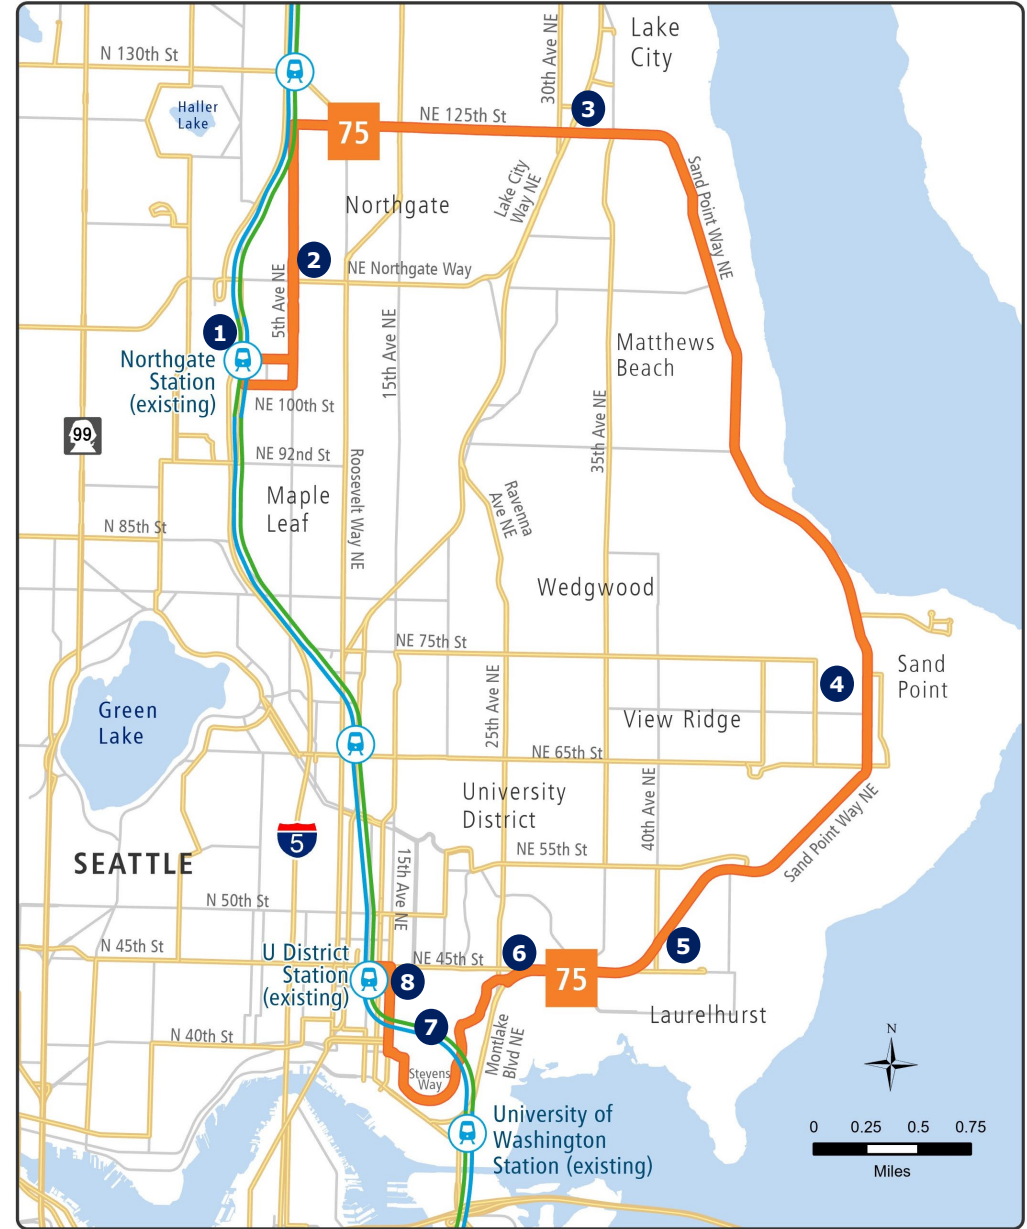 Lake
City
30th Ave NE
N 130th St
3
Haller
Lake
NE 125th St
75
Sand Point Way NE
Lake City
Way NE
Northgate
2
NE Northgate Way
5th Ave NE
15th Ave NE
1
Northgate
Station
(existing)
Matthews
Beach
NE 100th St
35th Ave NE
99
NE 92nd St
Roosevelt Way NE
Maple
Leaf
Ravenna
Ave NE
N 85th St
Wedgwood
NE 75th St
Sand
Point
4
25th Ave NE
Green
Lake
View Ridge
NE 65th St
40th Ave NE
University
District
Sand Point Way NE
5
SEATTLE
NE 55th St
15th Ave NE
N 50th St
N 45th St
U District
Station
(existing)
8
NE 45th St
6
75
5
Laurelhurst
7
N 40th St
Montlake
Blvd NE
Stevens
Way
N
University of
Washington
Station (existing)
0 0.25 0.5 0.75
Miles